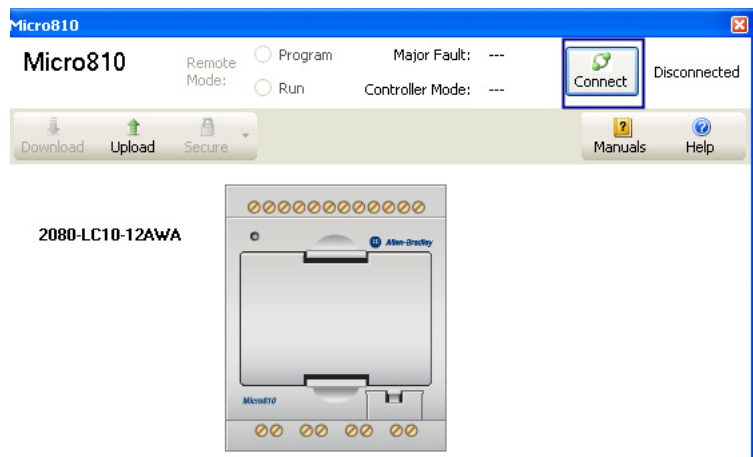 Micro810
Micro810
Remote Mode:
Program
Run
Major Fault: ---
Controller Mode: ---
Connect
Disconnected
Download
Upload
Secure
Manuals
Help
2080-LC10-12AWA
Allen-Bradley
Micro810